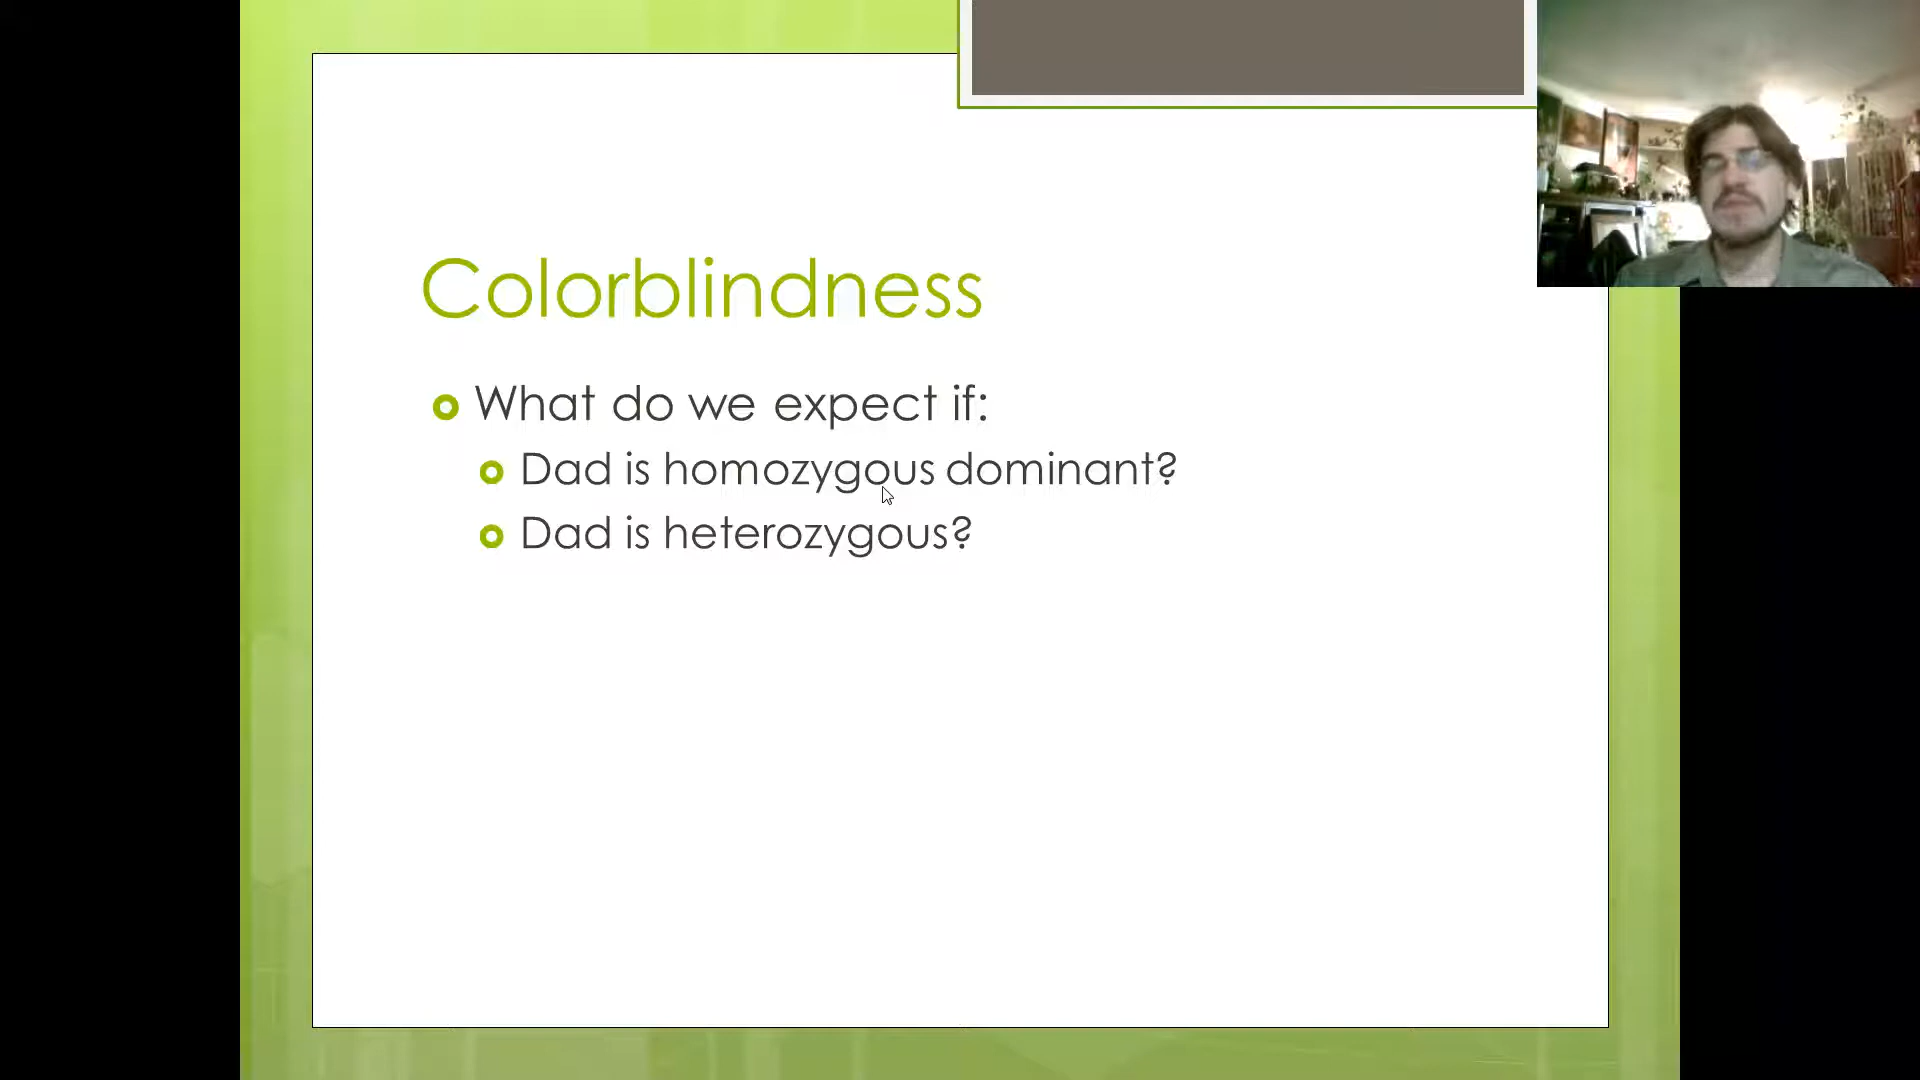 Colorblindness
What do we expect if:
Dad is homozygous dominant?
Dad is heterozygous?